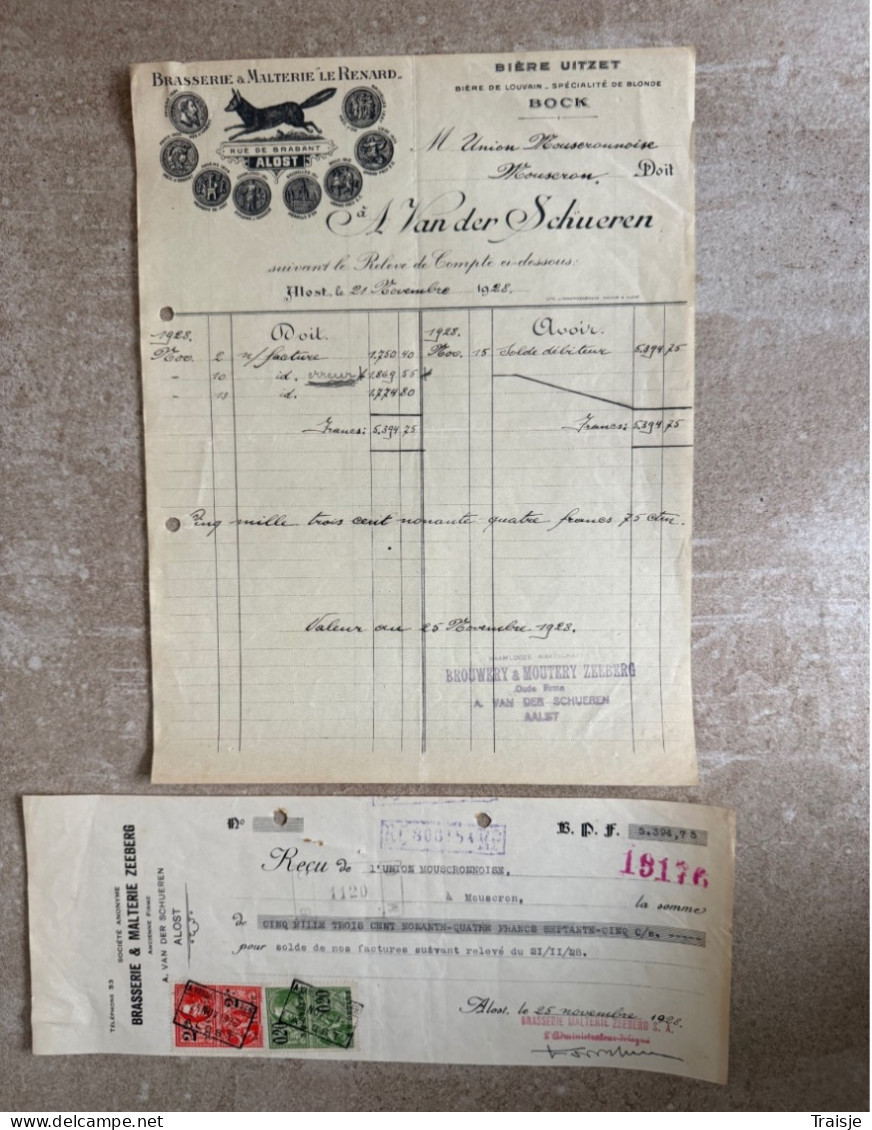 BRASSERIE & MALTERIE "LE RENARD"
RUE DE BRABANT
ALOST
BIÈRE UITZET
BIÈRE DE LOUVAIN - SPÉCIALITÉ DE BLONDE
BOCK
M Union Mouscronnoise
Mouscron, Doit
à A. Van der Schueren
suivant le Relevé de Compte ci-dessous:
Alost, le 21 Novembre 1928.
Doit. Avoir.
1928. 1928.
Nov. 2 n/ facture 1.750,40 Nov. 15 Solde débiteur 5.394,75
- 10 id. erreur 1.869 55
- 13 id. 1.774 80
Francs: 5.394,75 Francs: 5.394,75
Cinq mille trois cent nonante quatre francs 75 ctm.
Valeur au 25 Novembre 1928.
BROUWERY & MOUTERY ZEEBERG
Oude Firma
A. VAN DER SCHUEREN
AALST
TÉLÉPHONE 53
SOCIÉTÉ ANONYME
BRASSERIE & MALTERIE ZEEBERG
ANCIENNE FIRME
A. VAN DER SCHUEREN
ALOST
N°
B. P. F. 5.394,75
13176
Reçu de l'UNION MOUSCRONNOISE,
1120
à Mouscron, la somme
de CINQ MILLE TROIS CENT NONANTE-QUATRE FRANCS SEPTANTE-CINQ C/s.
pour solde de nos factures suivant relevé du 21/11/28.
Alost, le 25 novembre 1928.
BRASSERIE MALTERIE ZEEBERG S. A.
l'Administrateur-délégué
0,20 0,20
Traisje